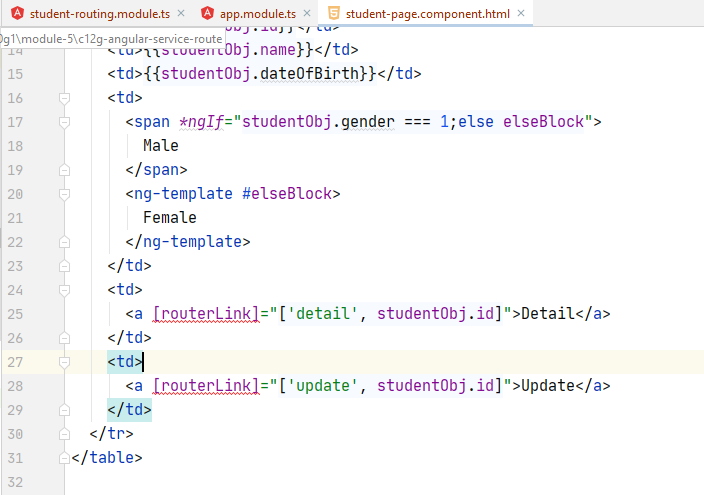 student-routing.module.ts
app.module.ts
student-page.component.html
g1\module-5\c12g-angular-service-route
bj.id}}</td>
14 <td>{{studentObj.name}}</td>
15 <td>{{studentObj.dateOfBirth}}</td>
16 <td>
17 <span *ngIf="studentObj.gender === 1;else elseBlock">
18 Male
19 </span>
20 <ng-template #elseBlock>
21 Female
22 </ng-template>
23 </td>
24 <td>
25 <a [routerLink]="['detail', studentObj.id]">Detail</a>
26 </td>
27 <td>
28 <a [routerLink]="['update', studentObj.id]">Update</a>
29 </td>
30 </tr>
31 </table>
32